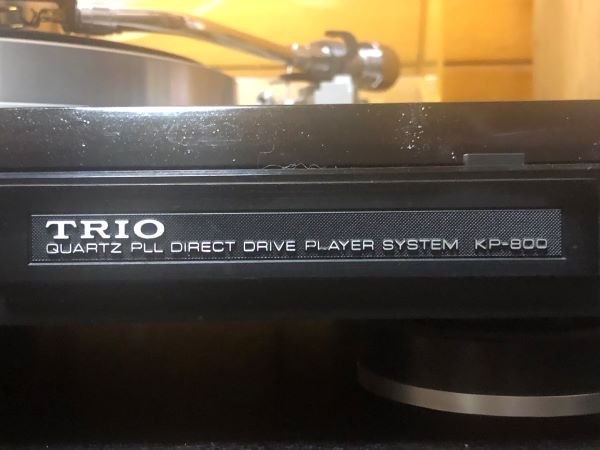 TRIO
QUARTZ PLL DIRECT DRIVE PLAYER SYSTEM KP-800